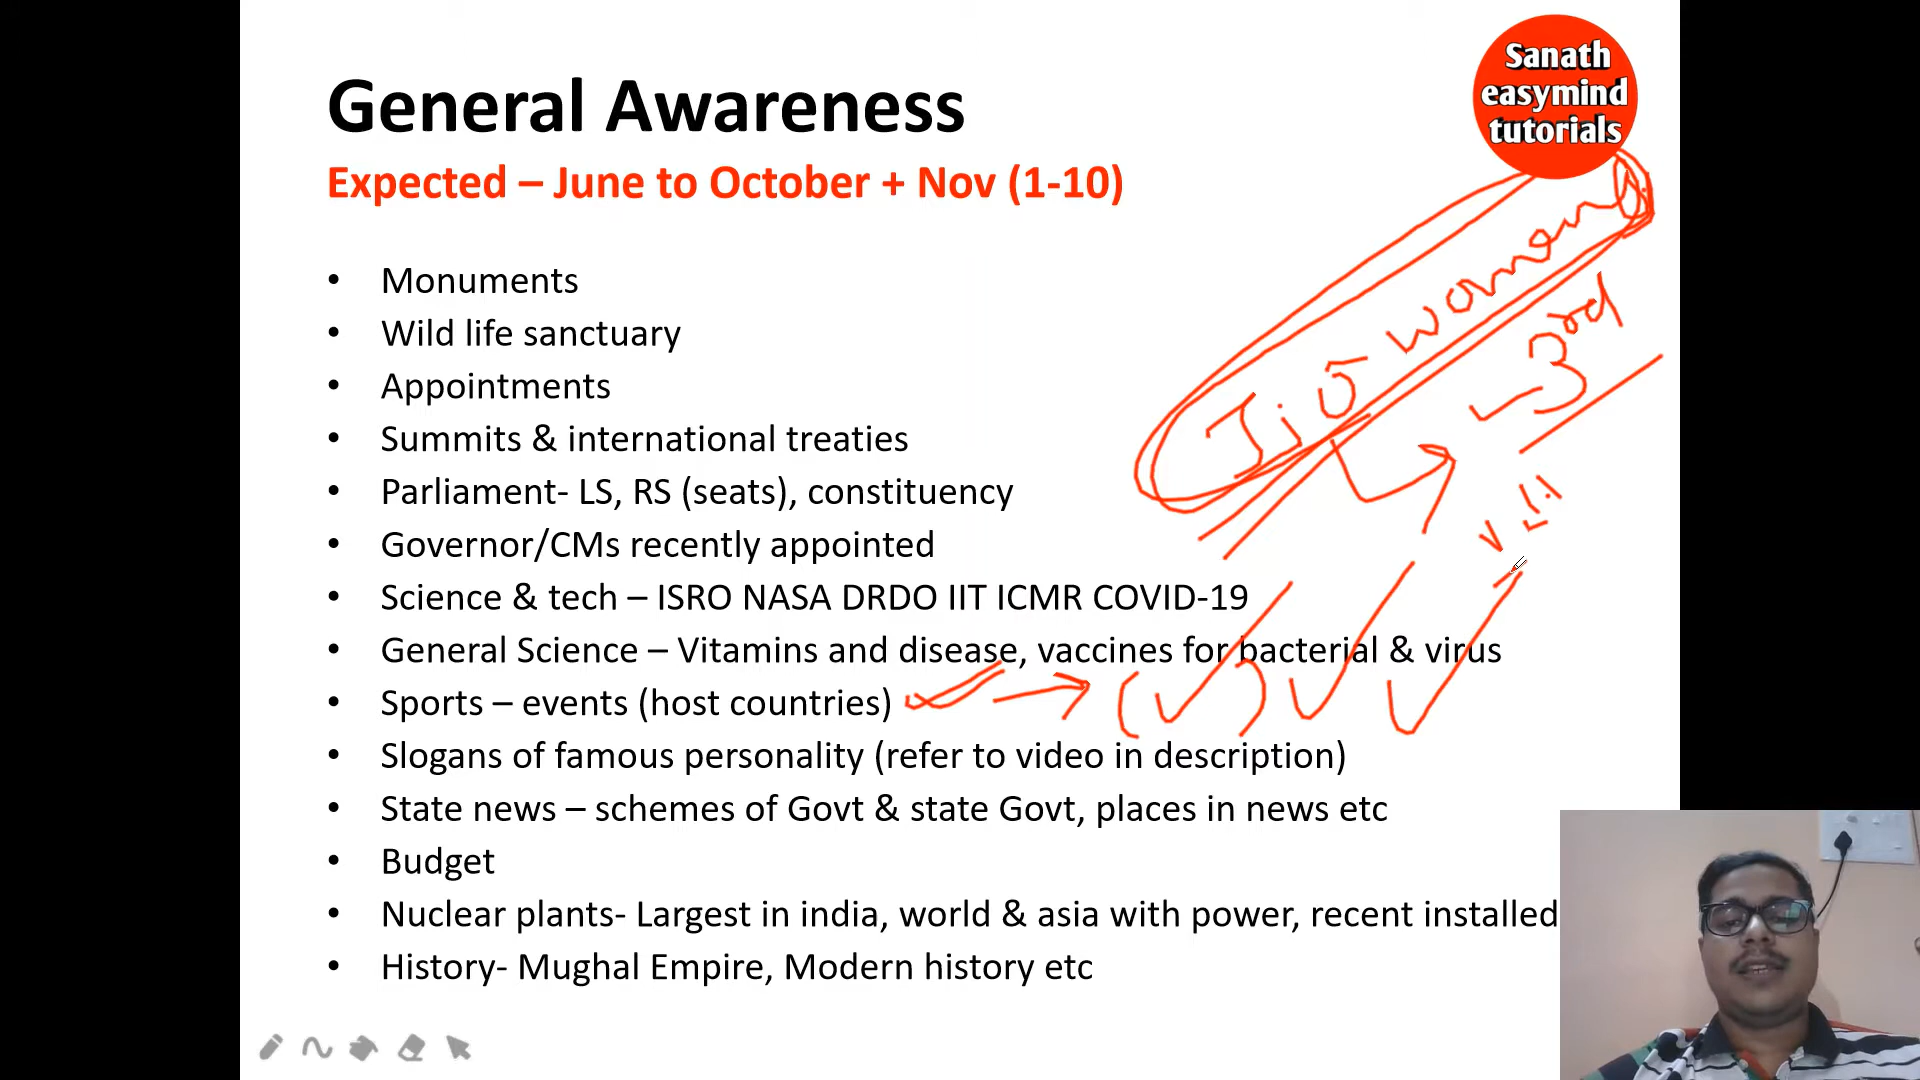 Sanath
easymind
tutorials
General Awareness
Expected – June to October + Nov (1-10)
• Monuments
• Wild life sanctuary
• Appointments
• Summits & international treaties
• Parliament- LS, RS (seats), constituency
• Governor/CMs recently appointed
• Science & tech – ISRO NASA DRDO IIT ICMR COVID-19
• General Science – Vitamins and disease, vaccines for bacterial & virus
• Sports – events (host countries)
• Slogans of famous personality (refer to video in description)
• State news – schemes of Govt & state Govt, places in news etc
• Budget
• Nuclear plants- Largest in india, world & asia with power, recent installed
• History- Mughal Empire, Modern history etc
Jio women
3rd